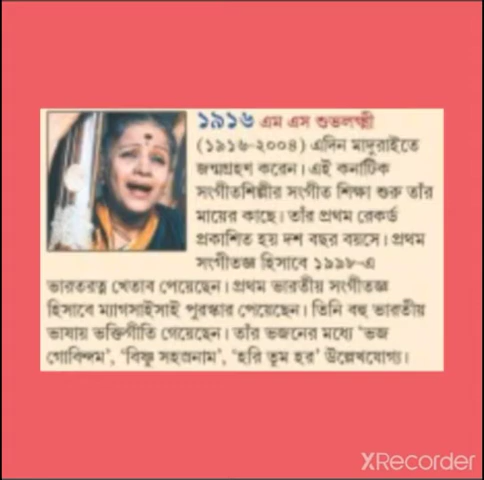 ১৯১৬ এম এস শুভলক্ষ্মী
(১৯১৬-২০০৪) এদিন মাদুরাইতে
জন্মগ্রহণ করেন। এই কর্নাটিক
সংগীতশিল্পীর সংগীত শিক্ষা শুরু তাঁর
মায়ের কাছে। তাঁর প্রথম রেকর্ড
প্রকাশিত হয় দশ বছর বয়সে। প্রথম
সংগীতজ্ঞ হিসাবে ১৯৯৮-এ
ভারতরত্ন খেতাব পেয়েছেন। প্রথম ভারতীয় সংগীতজ্ঞ
হিসাবে ম্যাগসাইসাই পুরস্কার পেয়েছেন। তিনি বহু ভারতীয়
ভাষায় ভক্তিগীতি গেয়েছেন। তাঁর ভজনের মধ্যে ‘ভজ
গোবিন্দম’, ‘বিষ্ণু সহস্রনাম’, ‘হরি তুম হর’ উল্লেখযোগ্য।
XRecorder